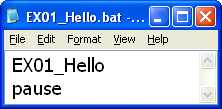 EX01_Hello.bat -...
File Edit Format View Help
EX01_Hello
pause